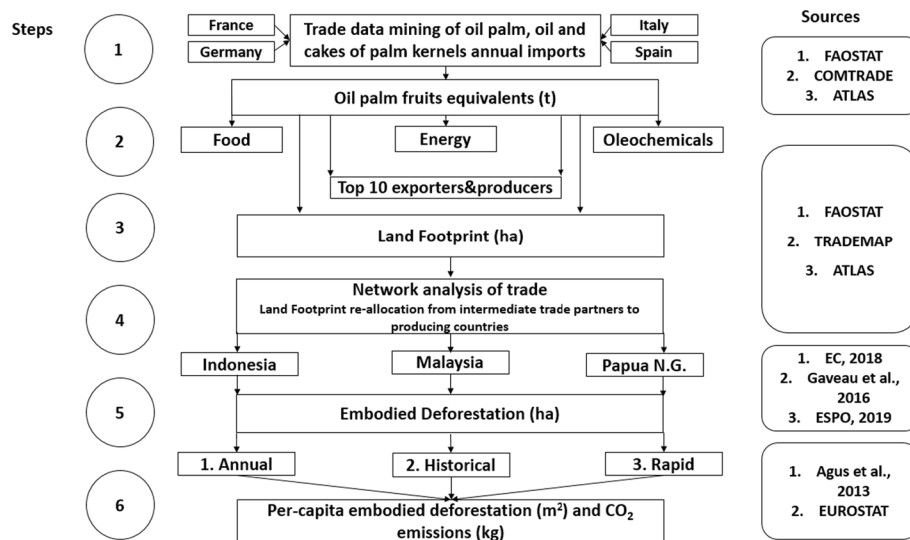 Steps
Sources
1
France
Germany
Trade data mining of oil palm, oil and
cakes of palm kernels annual imports
Italy
Spain
1. FAOSTAT
2. COMTRADE
3. ATLAS
Oil palm fruits equivalents (t)
2
Food
Energy
Oleochemicals
Top 10 exporters&producers
3
Land Footprint (ha)
1. FAOSTAT
2. TRADEMAP
3. ATLAS
4
Network analysis of trade
Land Footprint re-allocation from intermediate trade partners to
producing countries
Indonesia
Malaysia
Papua N.G.
1. EC, 2018
2. Gaveau et al.,
2016
3. ESPO, 2019
5
Embodied Deforestation (ha)
1. Annual
2. Historical
3. Rapid
6
Per-capita embodied deforestation (m²) and CO₂
emissions (kg)
1. Agus et al.,
2013
2. EUROSTAT